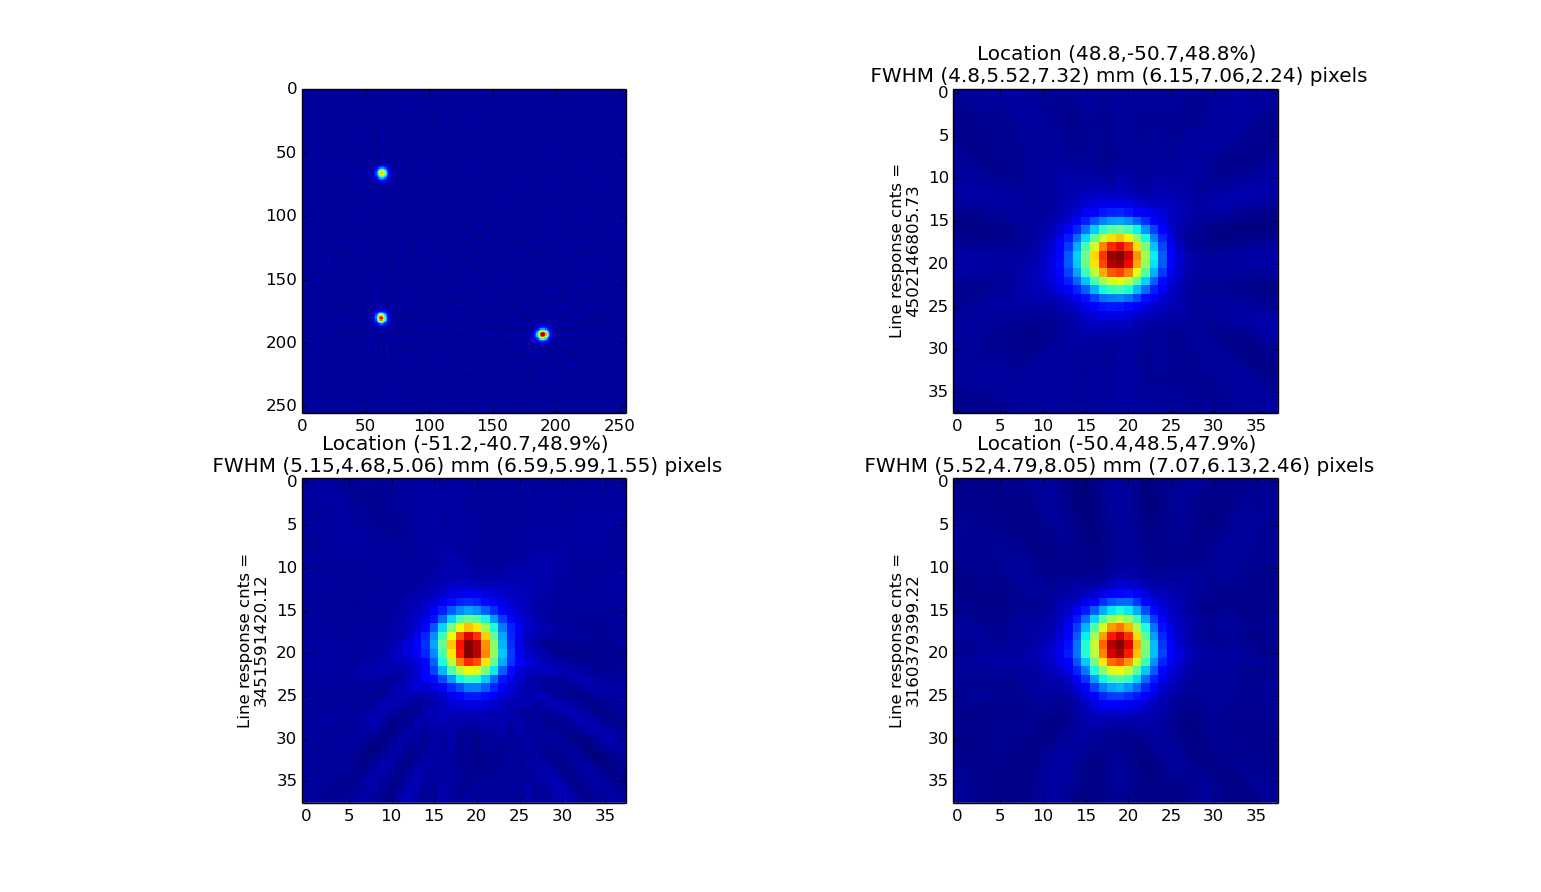 0
50
100
150
200
250
0 50 100 150 200 250
Location (48.8,-50.7,48.8%)
FWHM (4.8,5.52,7.32) mm (6.15,7.06,2.24) pixels
Line response cnts =
4502146805.73
0
5
10
15
20
25
30
35
0 5 10 15 20 25 30 35
Location (-51.2,-40.7,48.9%)
FWHM (5.15,4.68,5.06) mm (6.59,5.99,1.55) pixels
Line response cnts =
3451591420.12
0
5
10
15
20
25
30
35
0 5 10 15 20 25 30 35
Location (-50.4,48.5,47.9%)
FWHM (5.52,4.79,8.05) mm (7.07,6.13,2.46) pixels
Line response cnts =
3160379399.22
0
5
10
15
20
25
30
35
0 5 10 15 20 25 30 35